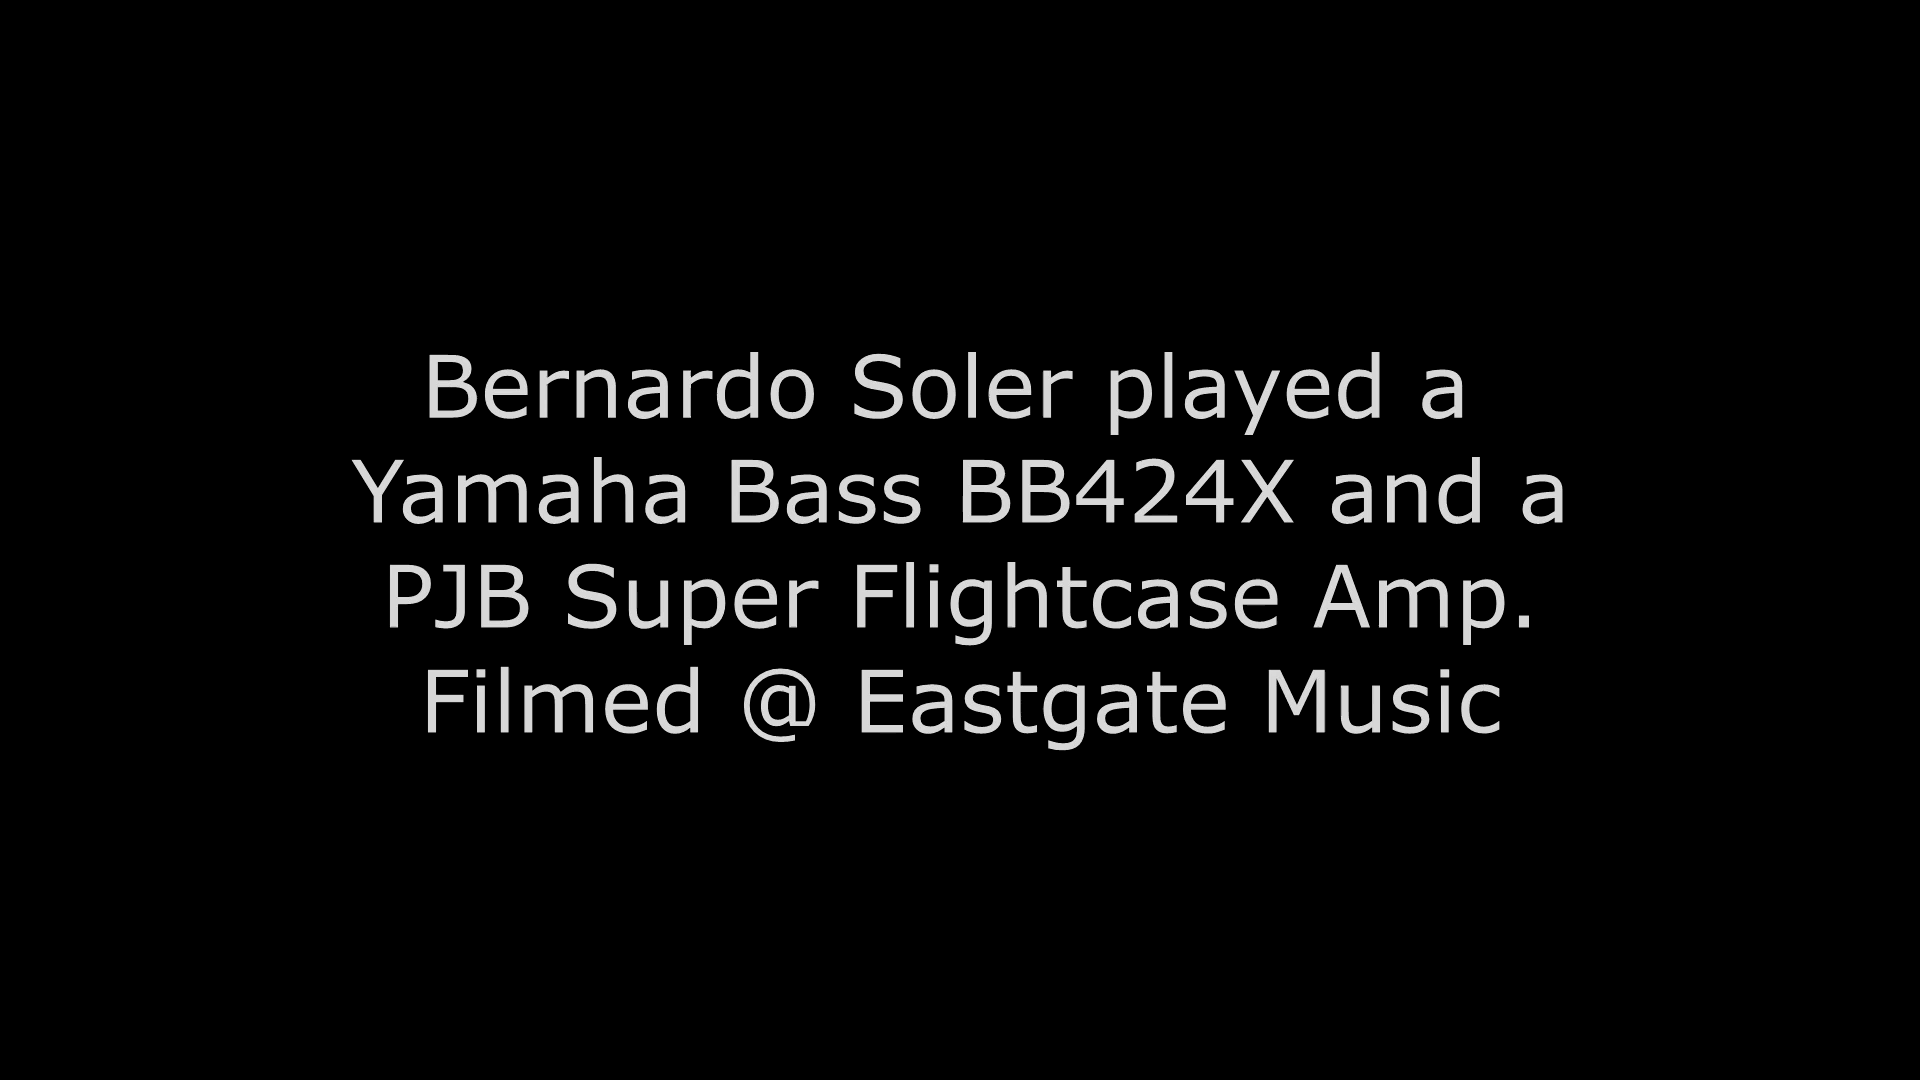 Bernardo Soler played a
Yamaha Bass BB424X and a
PJB Super Flightcase Amp.
Filmed @ Eastgate Music